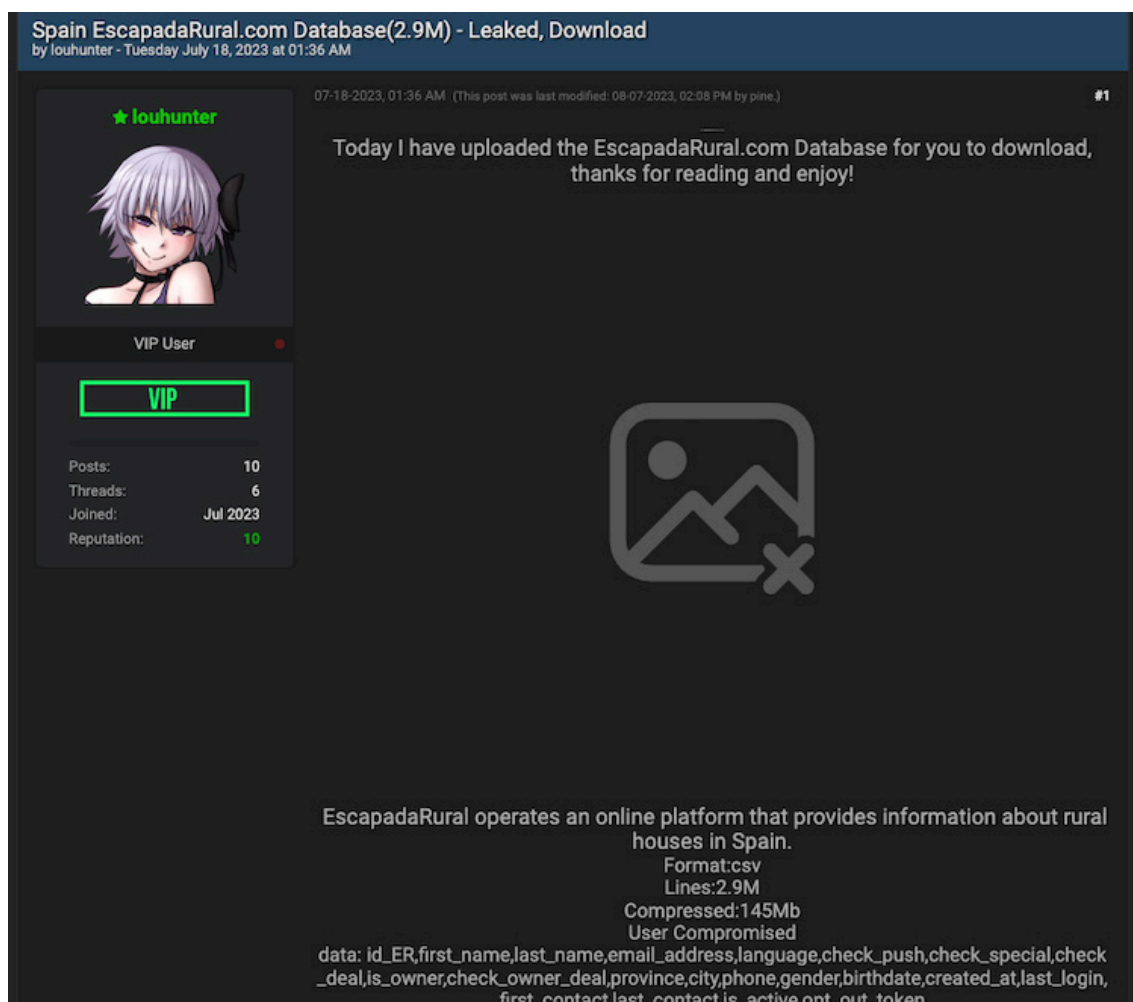 Spain EscapadaRural.com Database(2.9M) - Leaked, Download
by louhunter - Tuesday July 18, 2023 at 01:36 AM
07-18-2023, 01:36 AM (This post was last modified: 08-07-2023, 02:08 PM by pine.)
#1
louhunter
VIP User
VIP
Posts: 10
Threads: 6
Joined: Jul 2023
Reputation: 10
Today I have uploaded the EscapadaRural.com Database for you to download,
thanks for reading and enjoy!
EscapadaRural operates an online platform that provides information about rural
houses in Spain.
Format:csv
Lines:2.9M
Compressed:145Mb
User Compromised
data: id_ER,first_name,last_name,email_address,language,check_push,check_special,check
_deal,is_owner,check_owner_deal,province,city,phone,gender,birthdate,created_at,last_login,
first_contact,last_contact,is_active,opt_out_token